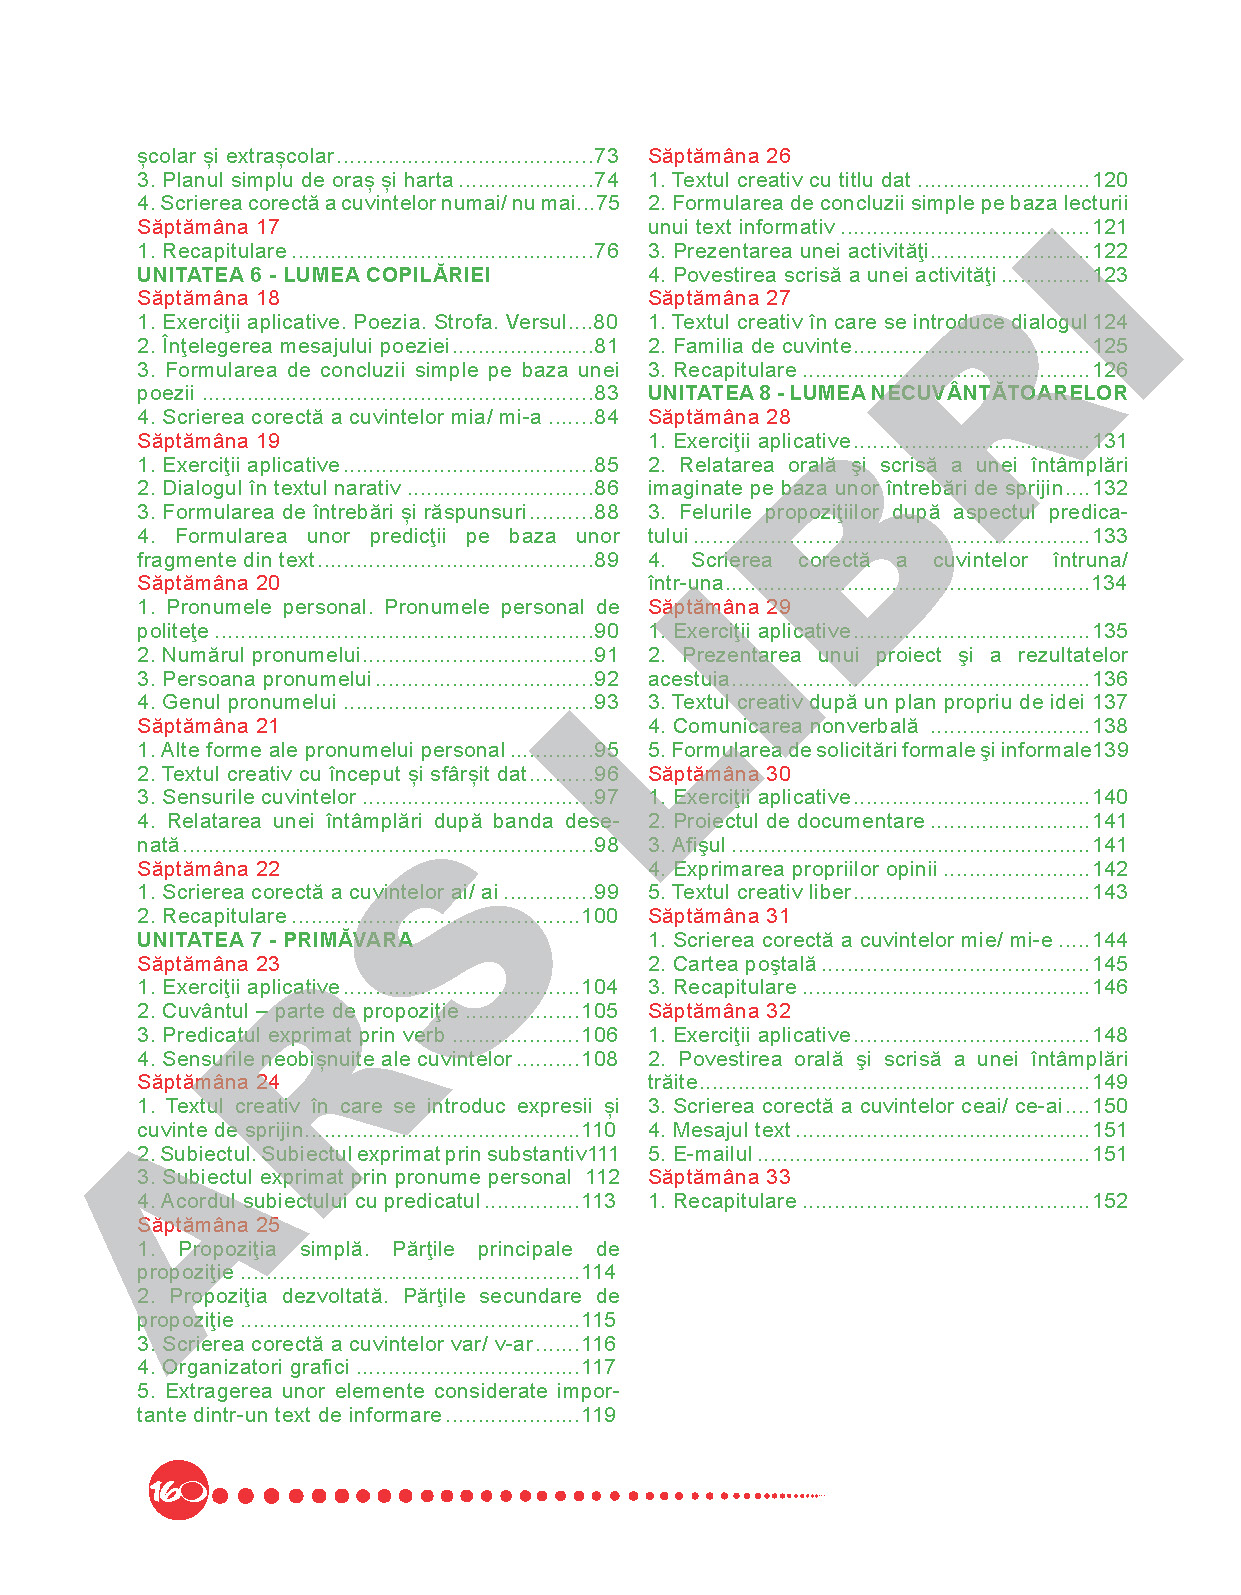 școlar și extrașcolar........................................73
3. Planul simplu de oraș și harta .....................74
4. Scrierea corectă a cuvintelor numai/ nu mai...75
Săptămâna 17
1. Recapitulare ...............................................76
UNITATEA 6 - LUMEA COPILĂRIEI
Săptămâna 18
1. Exerciţii aplicative. Poezia. Strofa. Versul....80
2. Înţelegerea mesajului poeziei......................81
3. Formularea de concluzii simple pe baza unei
poezii .............................................................83
4. Scrierea corectă a cuvintelor mia/ mi-a .......84
Săptămâna 19
1. Exerciţii aplicative.......................................85
2. Dialogul în textul narativ .............................86
3. Formularea de întrebări și răspunsuri..........88
4. Formularea unor predicţii pe baza unor
fragmente din text...........................................89
Săptămâna 20
1. Pronumele personal. Pronumele personal de
politeţe ...........................................................90
2. Numărul pronumelui....................................91
3. Persoana pronumelui..................................92
4. Genul pronumelui .......................................93
Săptămâna 21
1. Alte forme ale pronumelui personal .............95
2. Textul creativ cu început și sfârșit dat..........96
3. Sensurile cuvintelor ....................................97
4. Relatarea unei întâmplări după banda dese-
nată................................................................98
Săptămâna 22
1. Scrierea corectă a cuvintelor ai/ ai ..............99
2. Recapitulare .............................................100
UNITATEA 7 - PRIMĂVARA
Săptămâna 23
1. Exerciţii aplicative.....................................104
2. Cuvântul – parte de propoziţie ..................105
3. Predicatul exprimat prin verb ....................106
4. Sensurile neobișnuite ale cuvintelor ..........108
Săptămâna 24
1. Textul creativ în care se introduc expresii și
cuvinte de sprijin...........................................110
2. Subiectul. Subiectul exprimat prin substantiv111
3. Subiectul exprimat prin pronume personal 112
4. Acordul subiectului cu predicatul ...............113
Săptămâna 25
1. Propoziţia simplă. Părţile principale de
propoziţie .....................................................114
2. Propoziţia dezvoltată. Părţile secundare de
propoziţie .....................................................115
3. Scrierea corectă a cuvintelor var/ v-ar.......116
4. Organizatori grafici ...................................117
5. Extragerea unor elemente considerate impor-
tante dintr-un text de informare.....................119
Săptămâna 26
1. Textul creativ cu titlu dat ...........................120
2. Formularea de concluzii simple pe baza lecturii
unui text informativ .......................................121
3. Prezentarea unei activităţi.........................122
4. Povestirea scrisă a unei activităţi ..............123
Săptămâna 27
1. Textul creativ în care se introduce dialogul 124
2. Familia de cuvinte.....................................125
3. Recapitulare .............................................126
UNITATEA 8 - LUMEA NECUVÂNTĂTOARELOR
Săptămâna 28
1. Exerciţii aplicative.....................................131
2. Relatarea orală şi scrisă a unei întâmplări
imaginate pe baza unor întrebări de sprijin....132
3. Felurile propoziţiilor după aspectul predica-
tului ..............................................................133
4. Scrierea corectă a cuvintelor întruna/
într-una.........................................................134
Săptămâna 29
1. Exerciţii aplicative.....................................135
2. Prezentarea unui proiect şi a rezultatelor
acestuia........................................................136
3. Textul creativ după un plan propriu de idei 137
4. Comunicarea nonverbală .........................138
5. Formularea de solicitări formale şi informale139
Săptămâna 30
1. Exerciţii aplicative.....................................140
2. Proiectul de documentare .........................141
3. Afişul ........................................................141
4. Exprimarea propriilor opinii .......................142
5. Textul creativ liber.....................................143
Săptămâna 31
1. Scrierea corectă a cuvintelor mie/ mi-e .....144
2. Cartea poştală ..........................................145
3. Recapitulare .............................................146
Săptămâna 32
1. Exerciţii aplicative.....................................148
2. Povestirea orală şi scrisă a unei întâmplări
trăite.............................................................149
3. Scrierea corectă a cuvintelor ceai/ ce-ai....150
4. Mesajul text ..............................................151
5. E-mailul ....................................................151
Săptămâna 33
1. Recapitulare .............................................152
ARS LIBRI
160